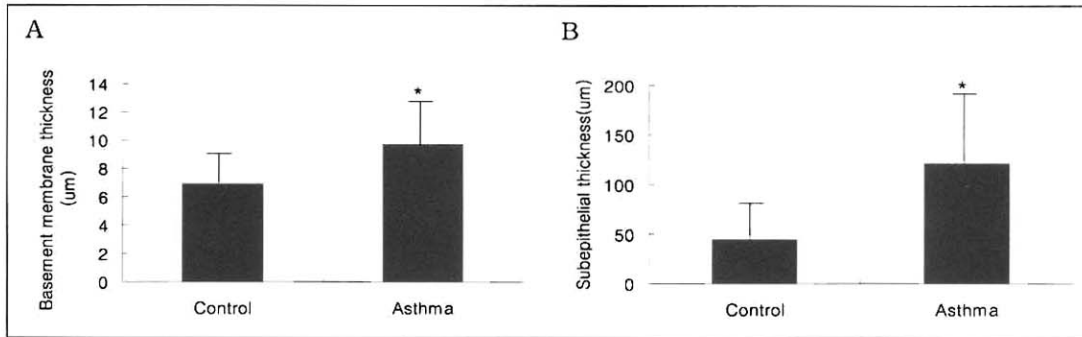 A
Basement membrane thickness
(um)
14
12
10
8
6
4
2
0
*
Control
Asthma
B
Subepithelial thickness(um)
200
150
100
50
0
*
Control
Asthma